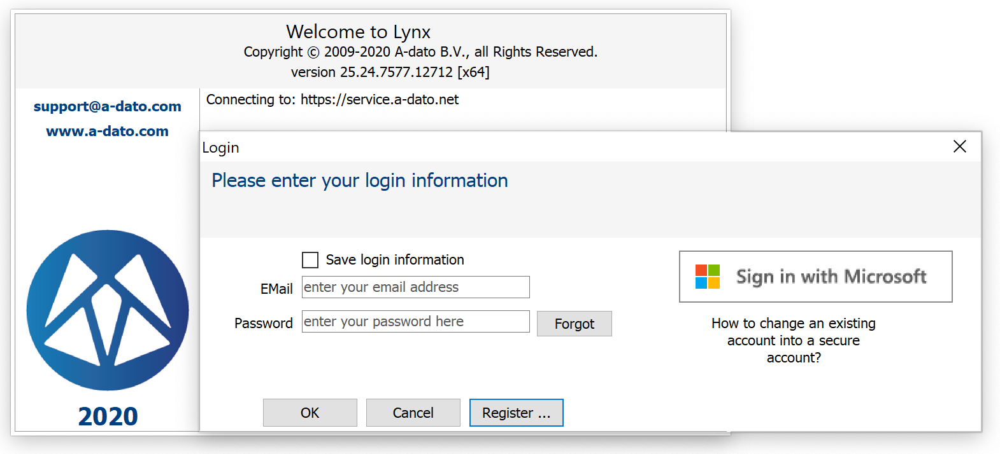 Welcome to Lynx
Copyright © 2009-2020 A-dato B.V., all Rights Reserved.
version 25.24.7577.12712 [x64]
support@a-dato.com
www.a-dato.com
Connecting to: https://service.a-dato.net
Login
Please enter your login information
Save login information
EMail enter your email address
Password enter your password here Forgot
Sign in with Microsoft
How to change an existing
account into a secure
account?
OK Cancel Register ...
2020